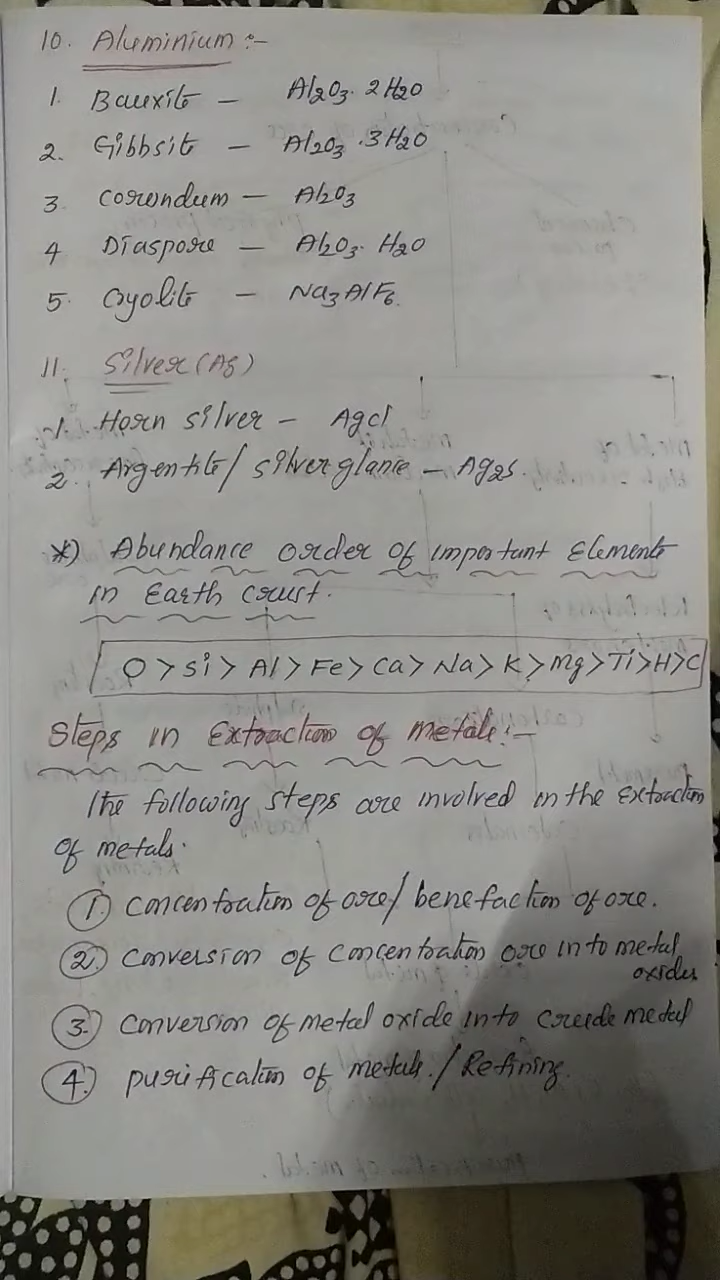 10. Aluminium :-
1. Bauxite - Al2O3. 2H2O
2. Gibbsite - Al2O3 .3H2O
3. Corundum - Al2O3
4 Diaspore - Al2O3. H2O
5. Cryolite - Na3AlF6.
11. Silver (Ag)
1. Horn silver - Agcl
2. Argentite/ silver glance - Ag2s.
*) Abundance order of important Elements
in Earth crust.
O > Si > Al > Fe > Ca > Na > K > Mg > Ti > H > C
Steps in Extraction of metals :-
The following steps are involved in the Extraction
of metals.
1. concentration of ore/ benefaction of ore.
2. conversion of concentration ore into metal
oxides
3. conversion of metal oxide into crude metal
4. purification of metals. / Refining.